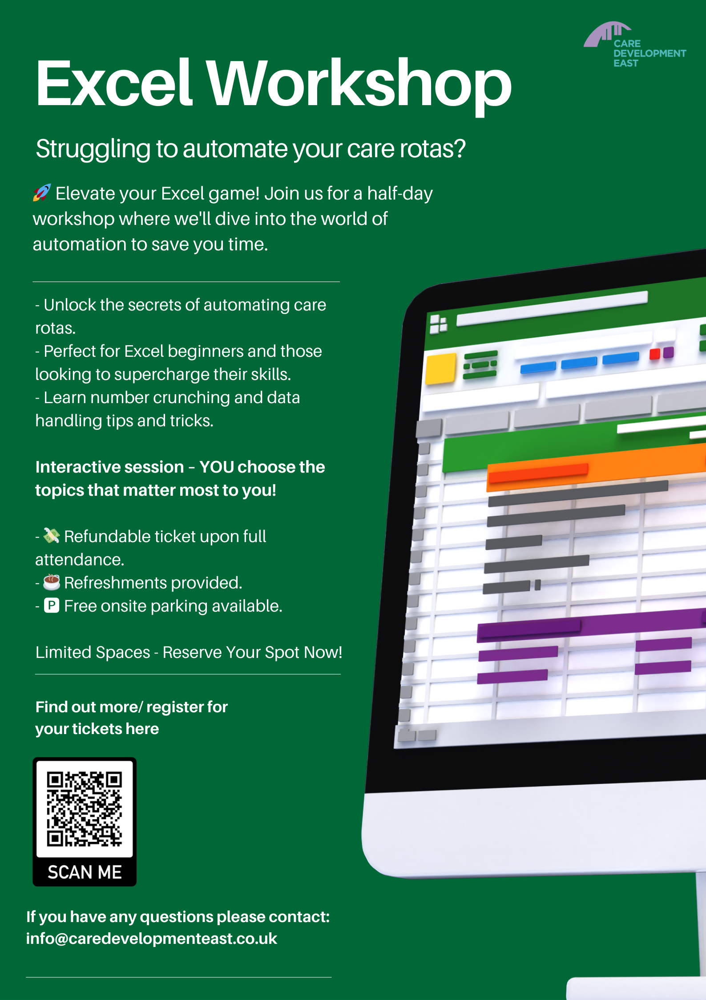 CARE
DEVELOPMENT
EAST
Excel Workshop
Struggling to automate your care rotas?
🚀 Elevate your Excel game! Join us for a half-day
workshop where we'll dive into the world of
automation to save you time.
- Unlock the secrets of automating care
rotas.
- Perfect for Excel beginners and those
looking to supercharge their skills.
- Learn number crunching and data
handling tips and tricks.
Interactive session – YOU choose the
topics that matter most to you!
- 💸 Refundable ticket upon full
attendance.
- ☕ Refreshments provided.
- 🅿 Free onsite parking available.
Limited Spaces - Reserve Your Spot Now!
Find out more/ register for
your tickets here
SCAN ME
If you have any questions please contact:
info@caredevelopmenteast.co.uk